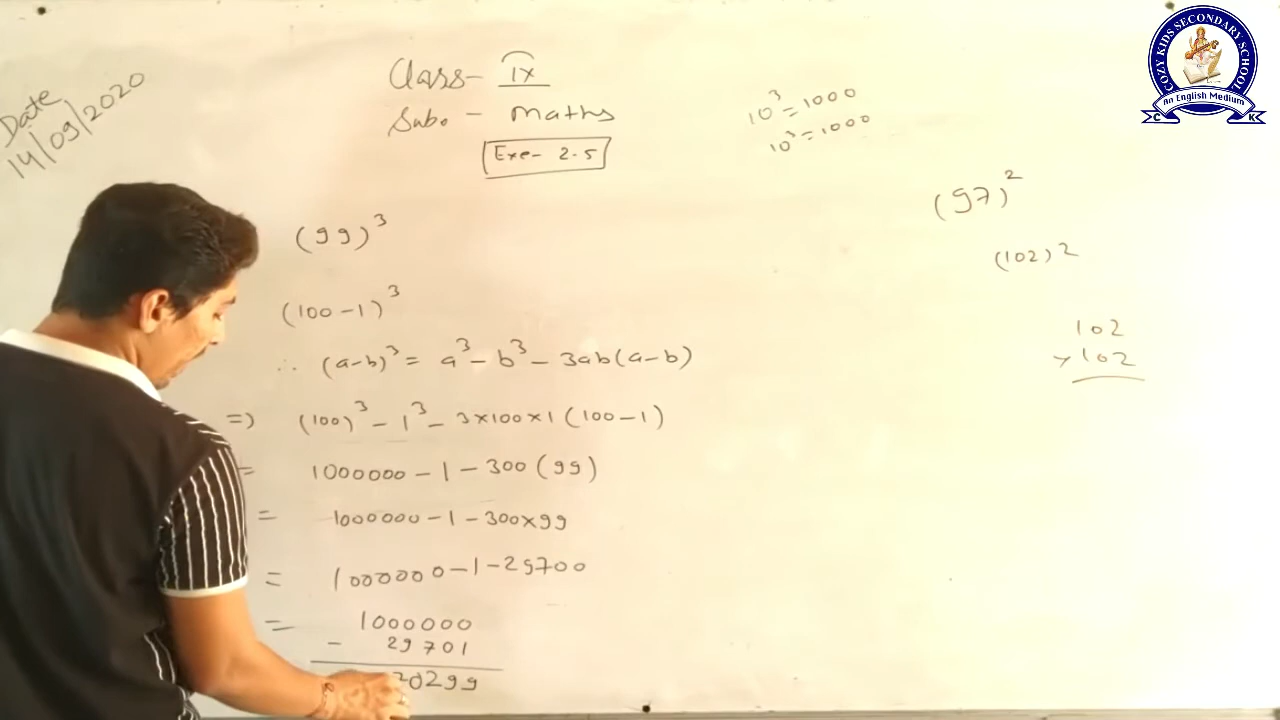 Date
14/09/2020
Class- IX
Sub. - Maths
Exe- 2.5
10³=1000
10³=1000
(99)³
(100-1)³
∴ (a-b)³= a³-b³-3ab(a-b)
=> (100)³-1³-3×100×1(100-1)
= 1000000-1-300(99)
= 1000000-1-300×99
= 1000000-1-29700
= 1000000
- 29701
20299
(97)²
(102)²
102
×102
COZY KIDS SECONDARY SCHOOL
An English Medium
C K